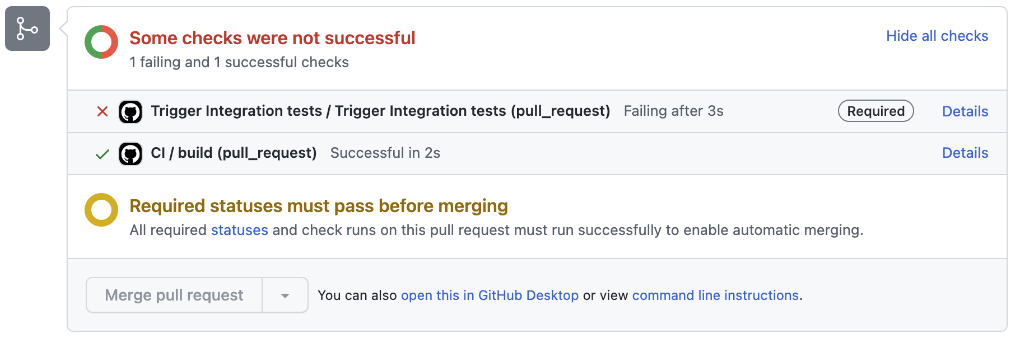 Some checks were not successful
Hide all checks
1 failing and 1 successful checks
Trigger Integration tests / Trigger Integration tests (pull_request) Failing after 3s Required Details
CI / build (pull_request) Successful in 2s Details
Required statuses must pass before merging
All required statuses and check runs on this pull request must run successfully to enable automatic merging.
Merge pull request You can also open this in GitHub Desktop or view command line instructions.